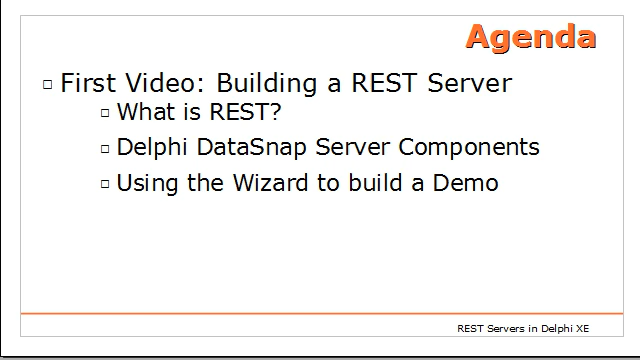 Agenda
First Video: Building a REST Server
What is REST?
Delphi DataSnap Server Components
Using the Wizard to build a Demo
REST Servers in Delphi XE